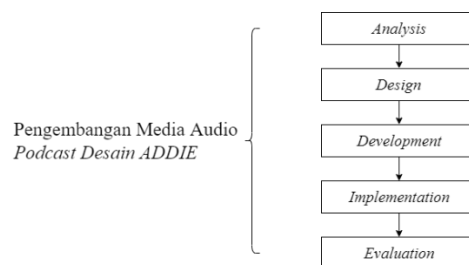 Analysis
Design
Pengembangan Media Audio
Podcast Desain ADDIE
Development
Implementation
Evaluation